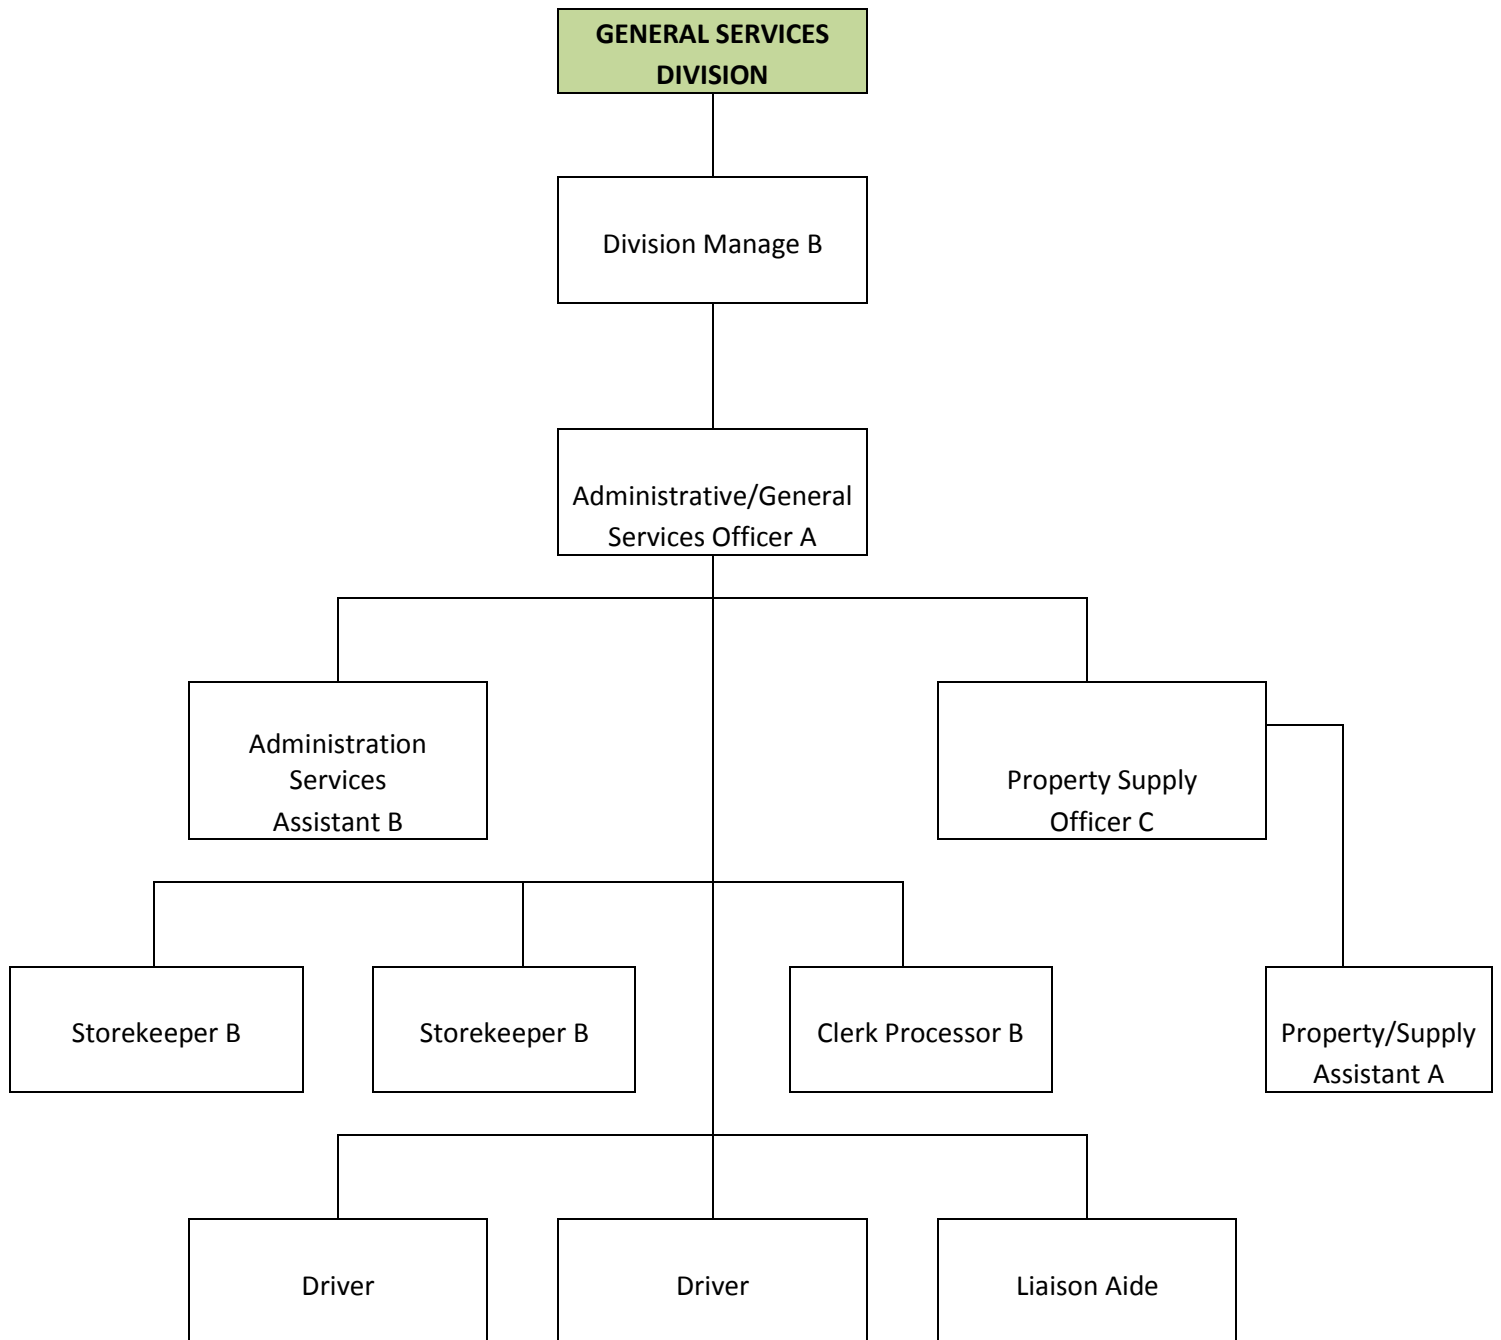 GENERAL SERVICES
DIVISION
Division Manage B
Administrative/General
Services Officer A
Administration
Services
Assistant B
Property Supply
Officer C
Storekeeper B
Storekeeper B
Clerk Processor B
Property/Supply
Assistant A
Driver
Driver
Liaison Aide